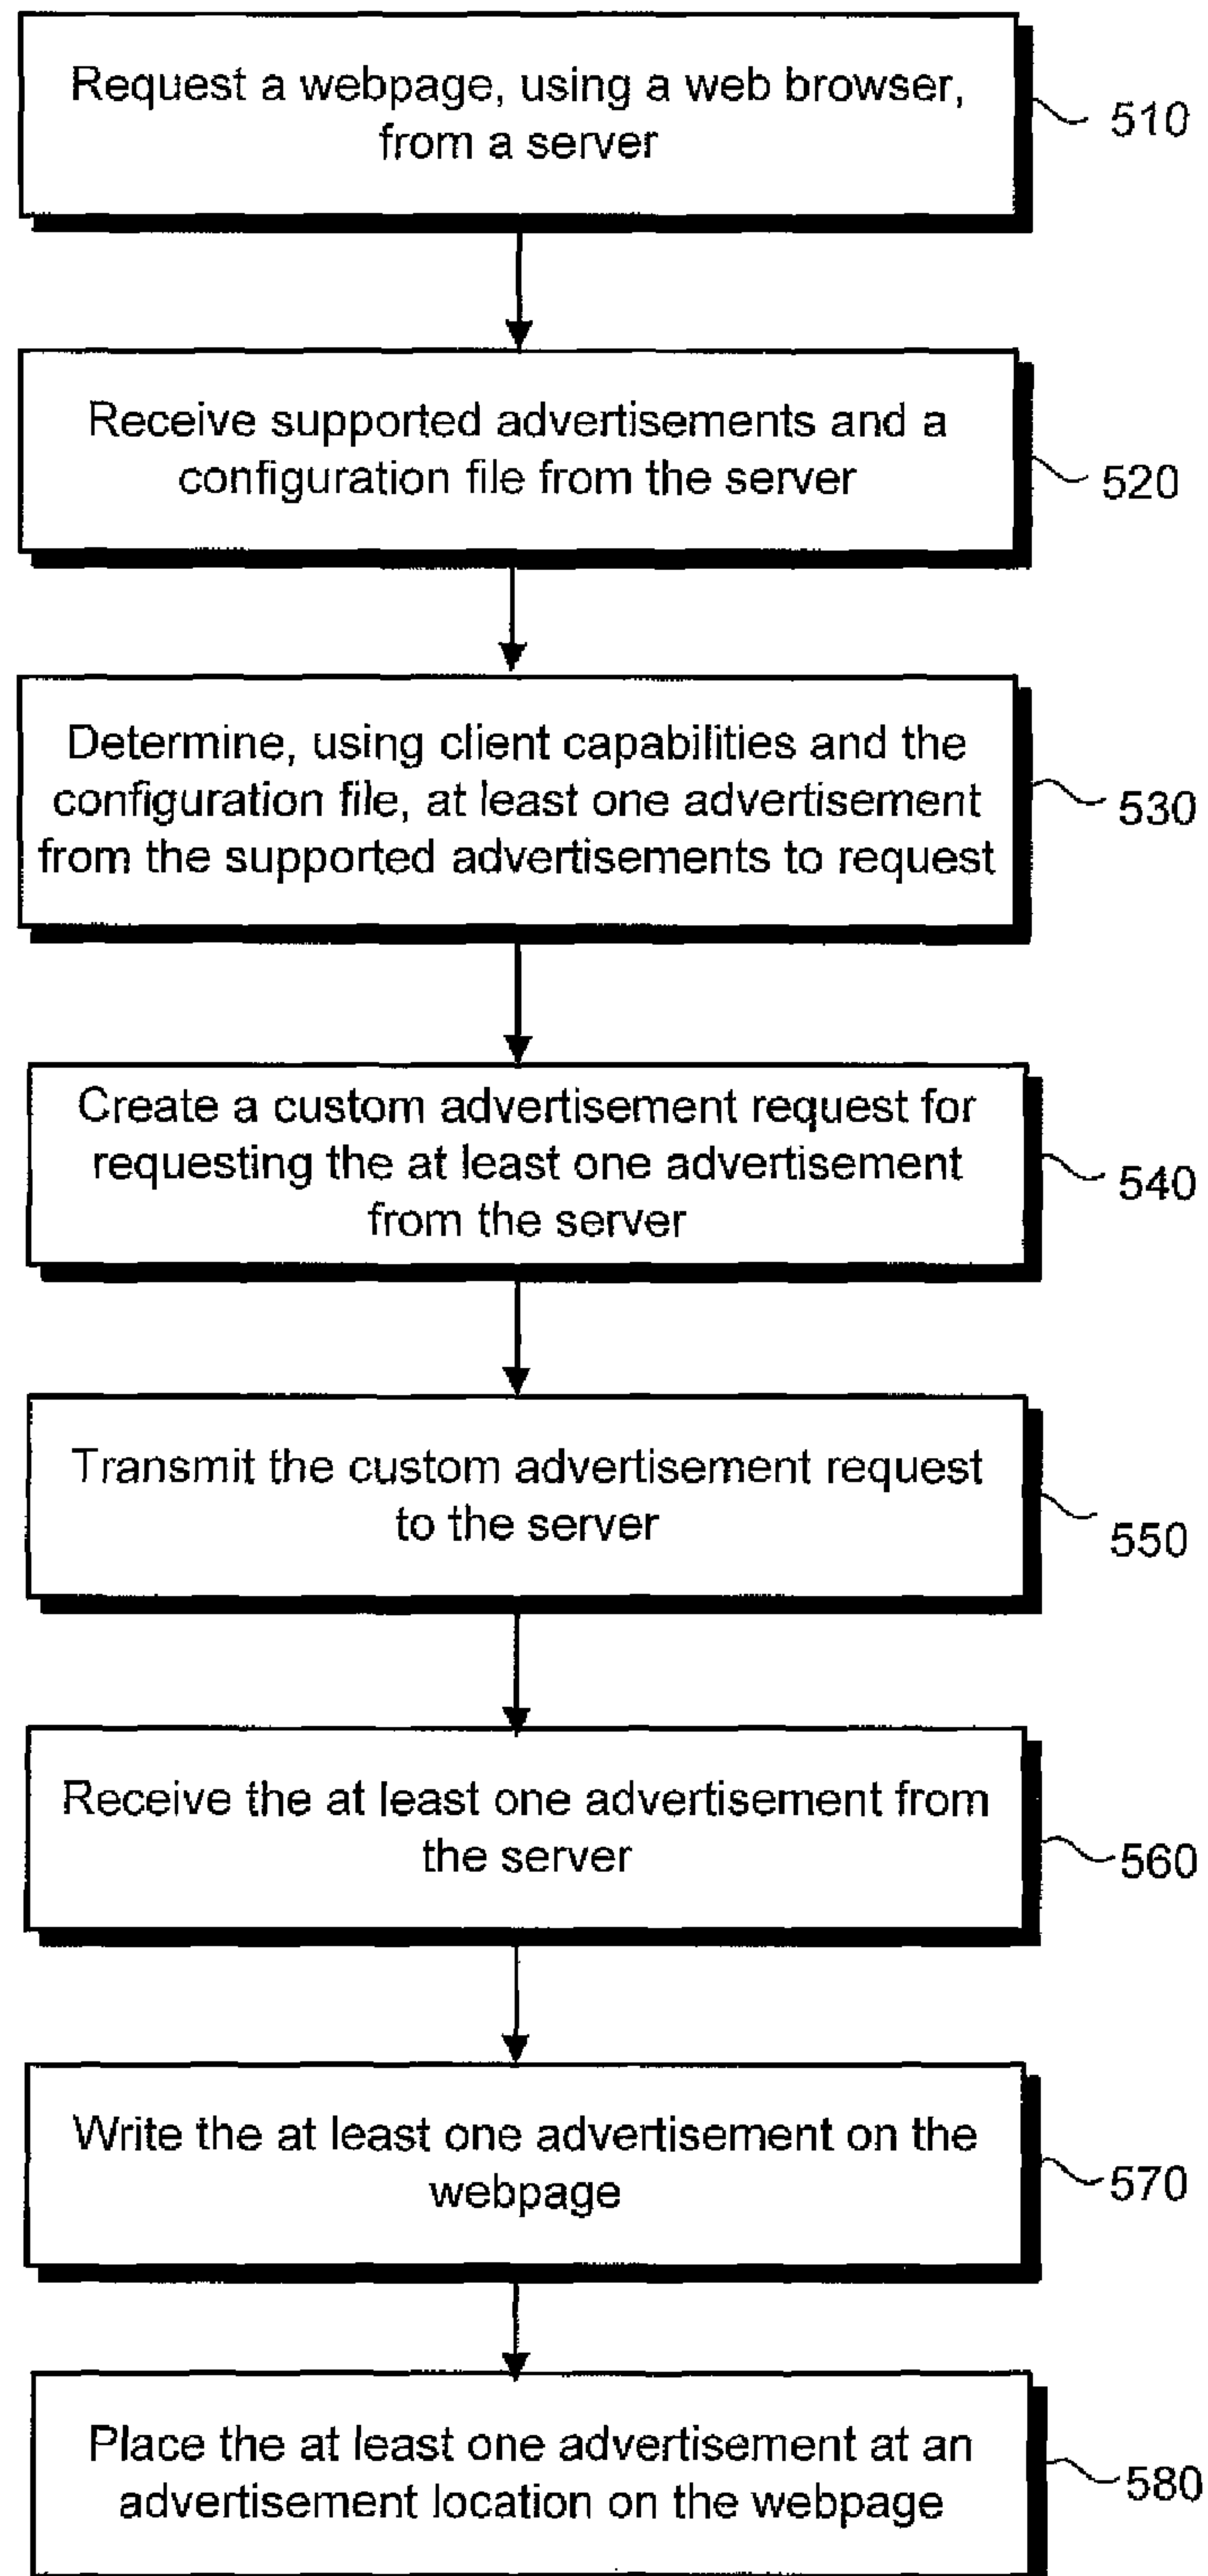 Request a webpage, using a web browser,
from a server
510
Receive supported advertisements and a
configuration file from the server
520
Determine, using client capabilities and the
configuration file, at least one advertisement
from the supported advertisements to request
530
Create a custom advertisement request for
requesting the at least one advertisement
from the server
540
Transmit the custom advertisement request
to the server
550
Receive the at least one advertisement from
the server
560
Write the at least one advertisement on the
webpage
570
Place the at least one advertisement at an
advertisement location on the webpage
580